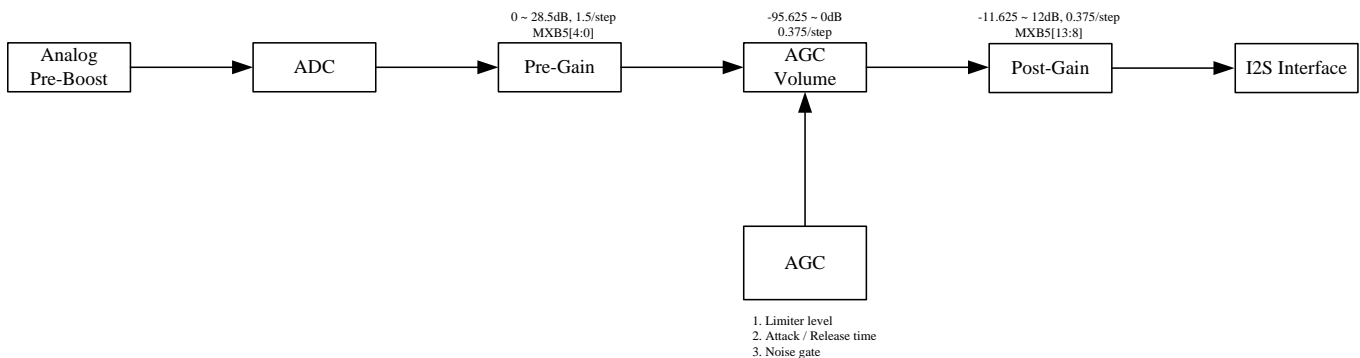 0 ~ 28.5dB, 1.5/step
MXB5[4:0]
-95.625 ~ 0dB
0.375/step
-11.625 ~ 12dB, 0.375/step
MXB5[13:8]
Analog
Pre-Boost
ADC
Pre-Gain
AGC
Volume
Post-Gain
I2S Interface
AGC
1. Limiter level
2. Attack / Release time
3. Noise gate